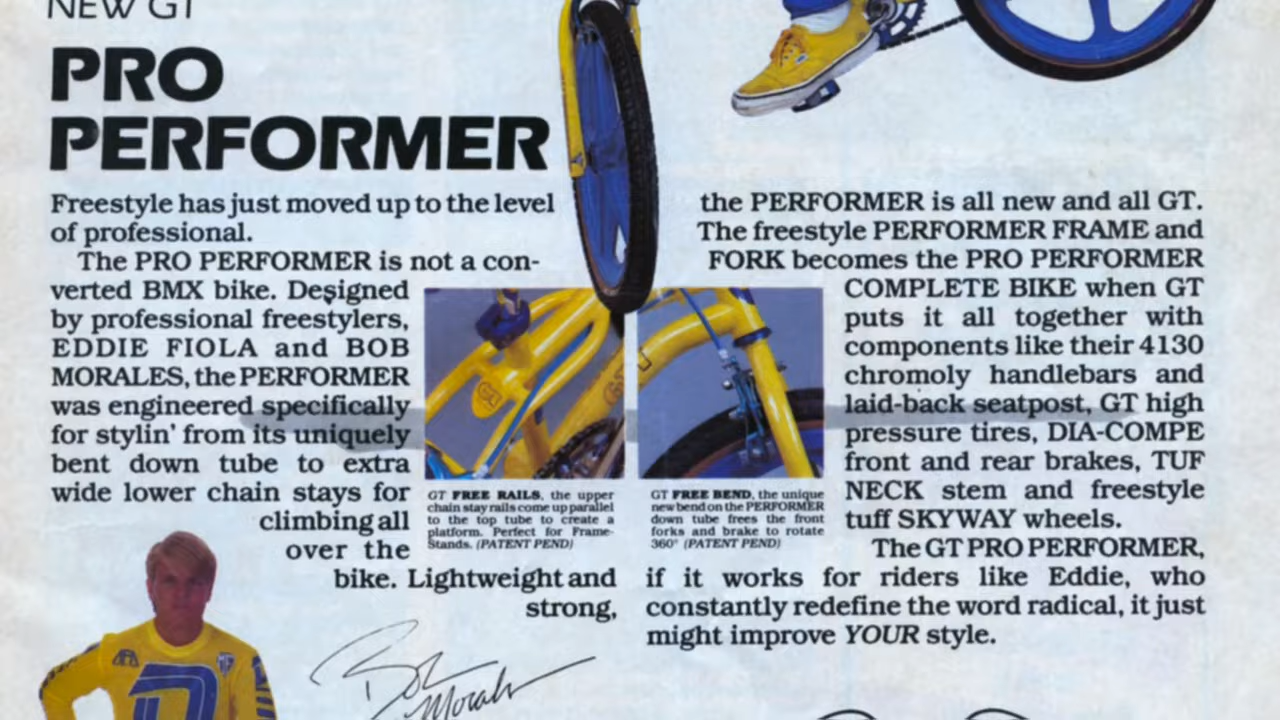 NEW GT
PRO
PERFORMER
Freestyle has just moved up to the level
of professional.
The PRO PERFORMER is not a con-
verted BMX bike. Designed
by professional freestylers,
EDDIE FIOLA and BOB
MORALES, the PERFORMER
was engineered specifically
for stylin' from its uniquely
bent down tube to extra
wide lower chain stays for
climbing all
over the
bike. Lightweight and
strong,
GT FREE RAILS, the upper
chain stay rails come up parallel
to the top tube to create a
platform. Perfect for Frame-
Stands. (PATENT PEND)
GT FREE BEND, the unique
new bend on the PERFORMER
down tube frees the front
forks and brake to rotate
360° (PATENT PEND)
the PERFORMER is all new and all GT.
The freestyle PERFORMER FRAME and
FORK becomes the PRO PERFORMER
COMPLETE BIKE when GT
puts it all together with
components like their 4130
chromoly handlebars and
laid-back seatpost, GT high
pressure tires, DIA-COMPE
front and rear brakes, TUF
NECK stem and freestyle
tuff SKYWAY wheels.
The GT PRO PERFORMER,
if it works for riders like Eddie, who
constantly redefine the word radical, it just
might improve YOUR style.
Bob
Morales